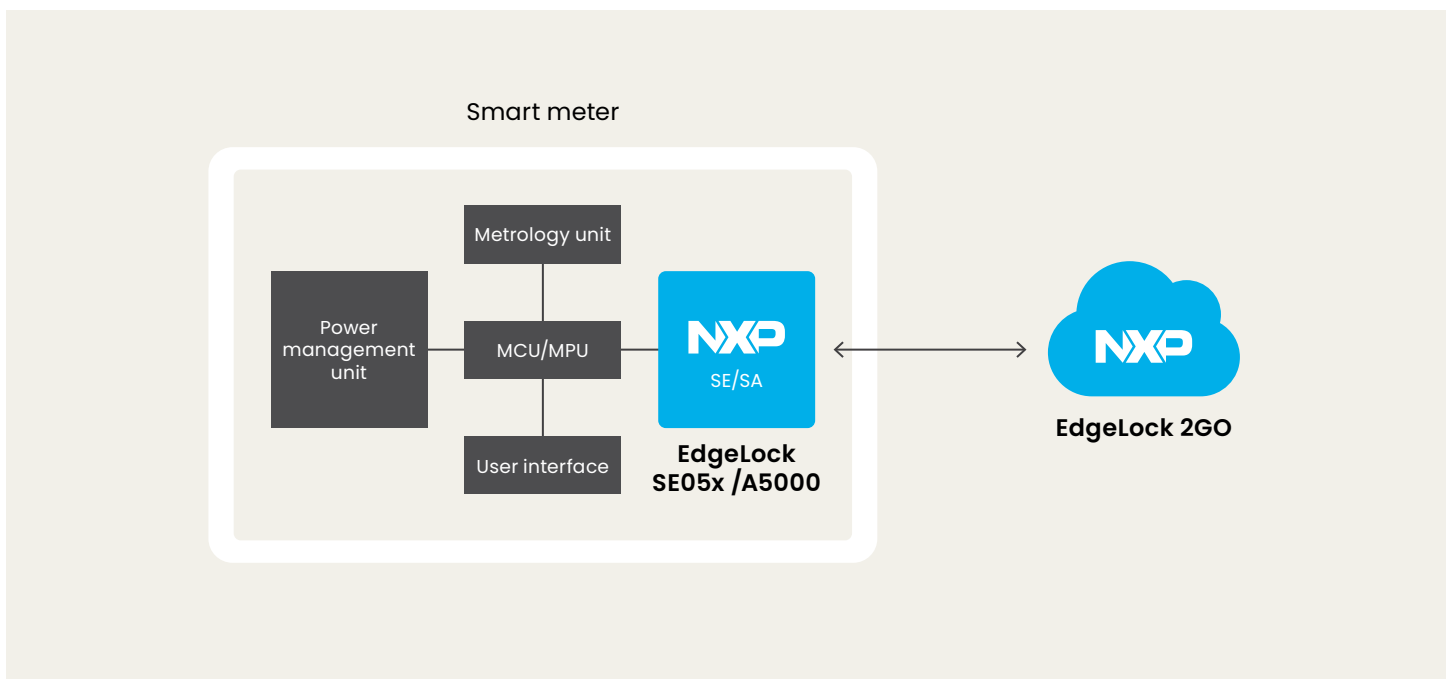 Smart meter
Metrology unit
Power
management
unit
MCU/MPU
NXP
SE/SA
User interface
EdgeLock
SE05x /A5000
NXP
EdgeLock 2GO